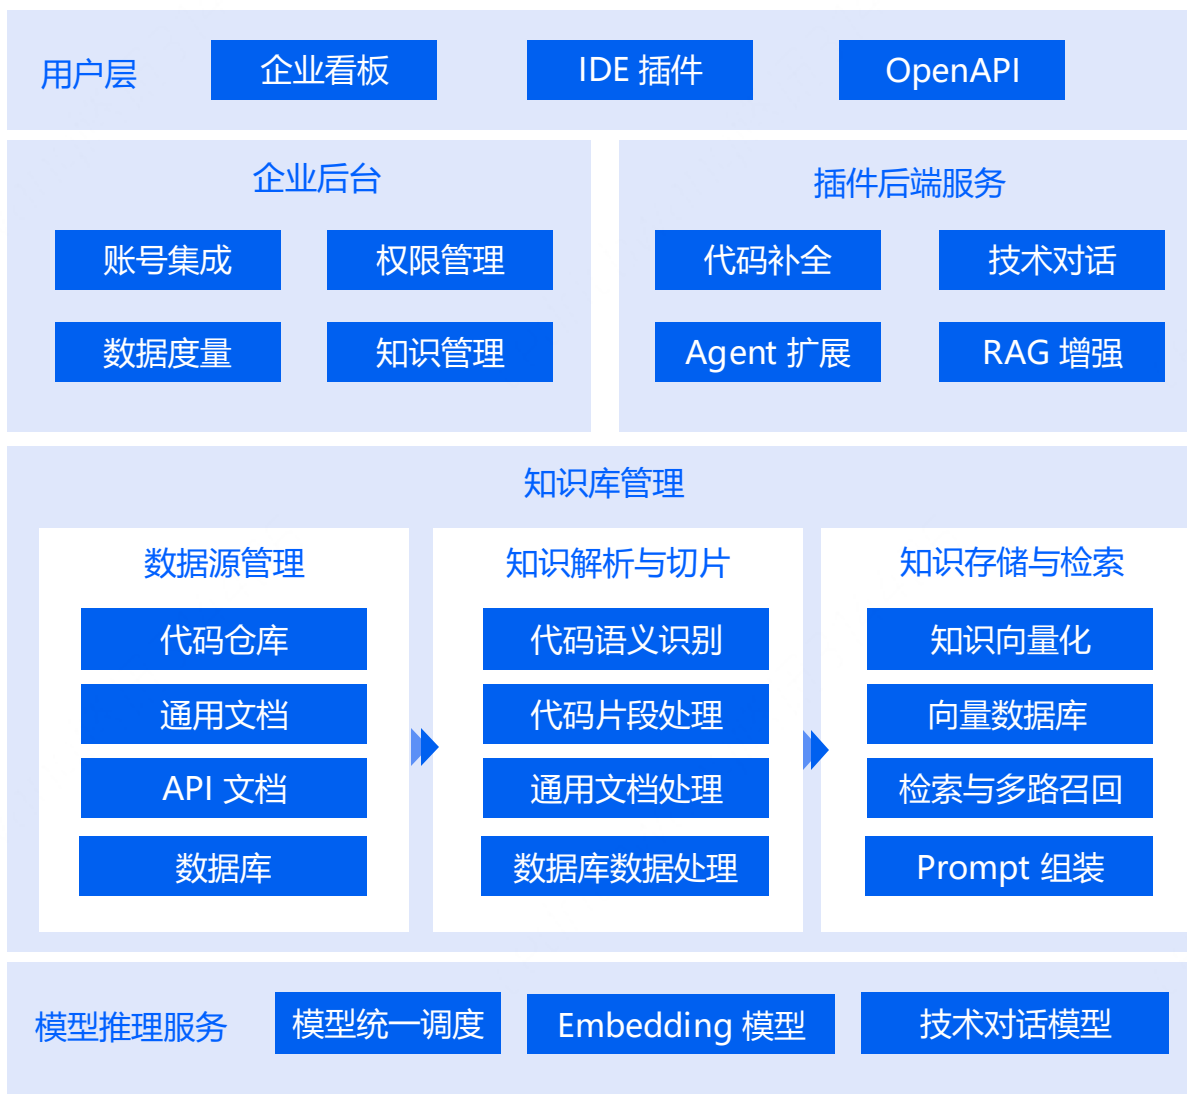 用户层
企业看板
IDE 插件
OpenAPI
企业后台
账号集成
权限管理
数据度量
知识管理
插件后端服务
代码补全
技术对话
Agent 扩展
RAG 增强
知识库管理
数据源管理
代码仓库
通用文档
API 文档
数据库
知识解析与切片
代码语义识别
代码片段处理
通用文档处理
数据库数据处理
知识存储与检索
知识向量化
向量数据库
检索与多路召回
Prompt 组装
模型推理服务
模型统一调度
Embedding 模型
技术对话模型